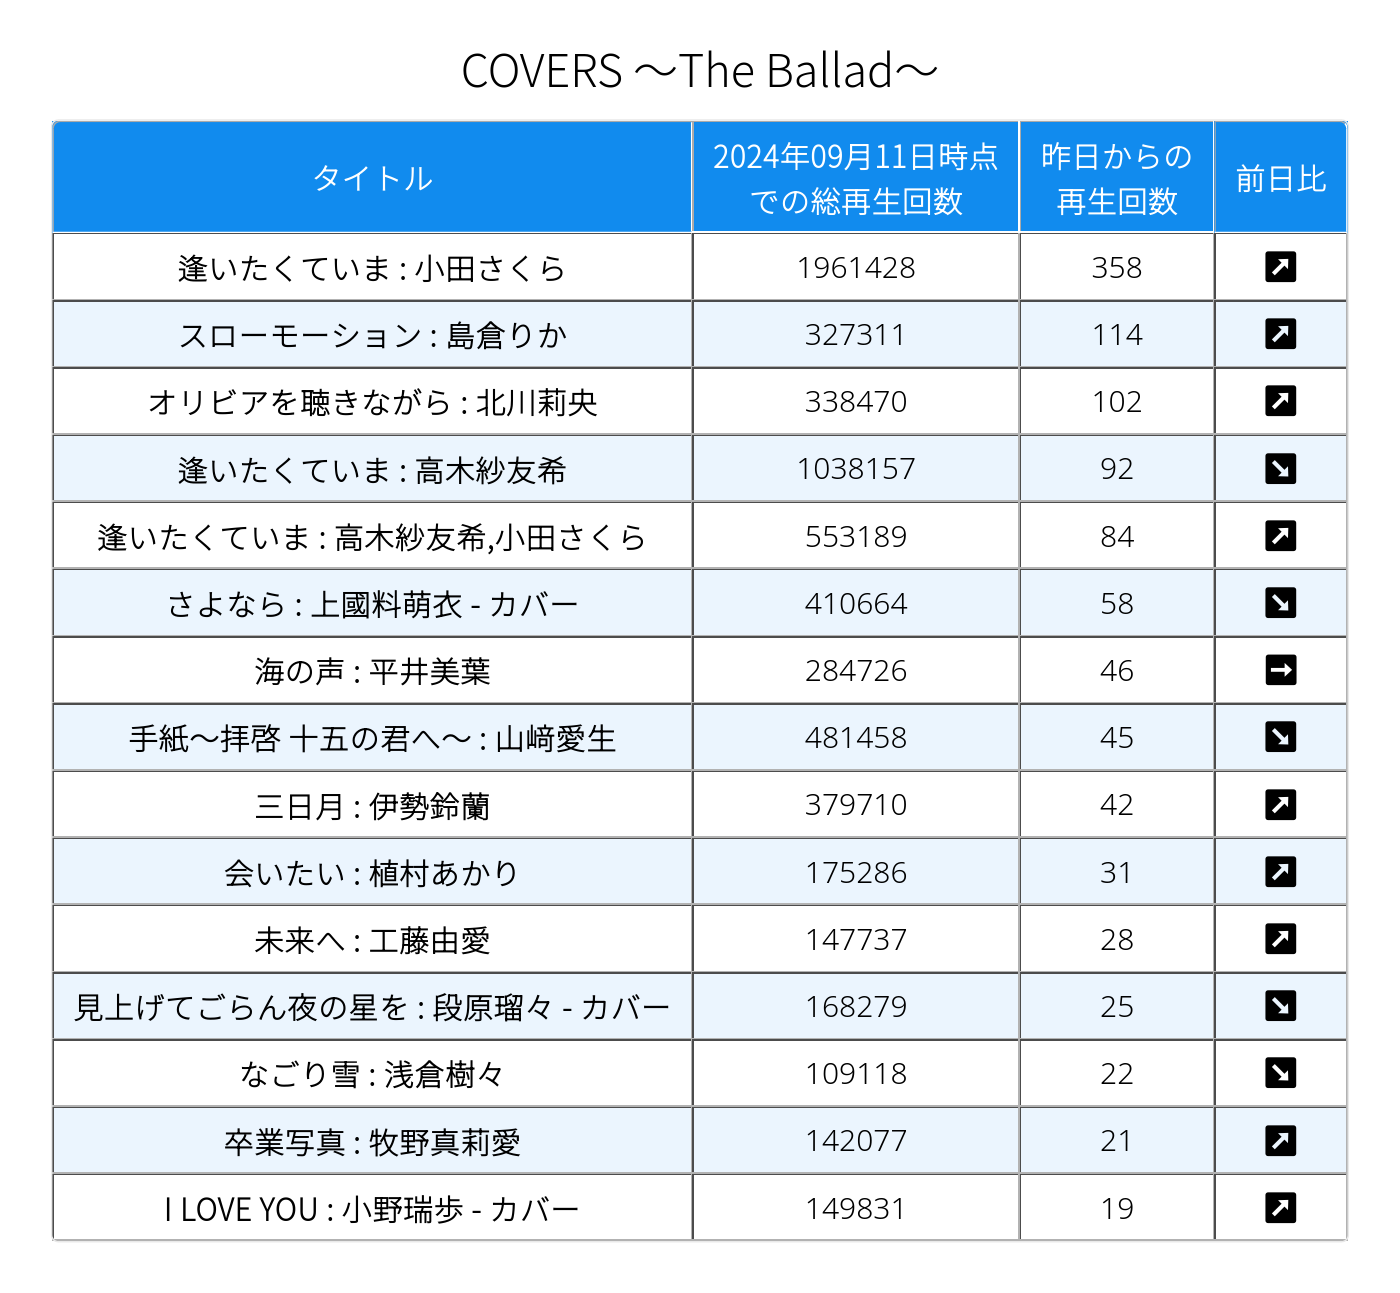 COVERS ～The Ballad～
タイトル
2024年09月11日時点
での総再生回数
昨日からの
再生回数
前日比
逢いたくていま : 小田さくら 1961428 358
スローモーション : 島倉りか 327311 114
オリビアを聴きながら : 北川莉央 338470 102
逢いたくていま : 高木紗友希 1038157 92
逢いたくていま : 高木紗友希,小田さくら 553189 84
さよなら : 上國料萌衣 - カバー 410664 58
海の声 : 平井美葉 284726 46
手紙～拝啓 十五の君へ～ : 山﨑愛生 481458 45
三日月 : 伊勢鈴蘭 379710 42
会いたい : 植村あかり 175286 31
未来へ : 工藤由愛 147737 28
見上げてごらん夜の星を : 段原瑠々 - カバー 168279 25
なごり雪 : 浅倉樹々 109118 22
卒業写真 : 牧野真莉愛 142077 21
I LOVE YOU : 小野瑞歩 - カバー 149831 19